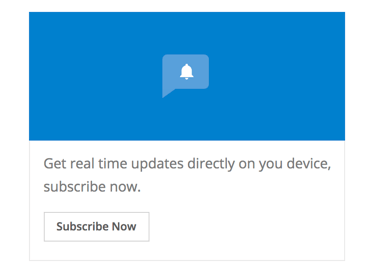 Get real time updates directly on you device,
subscribe now.
Subscribe Now